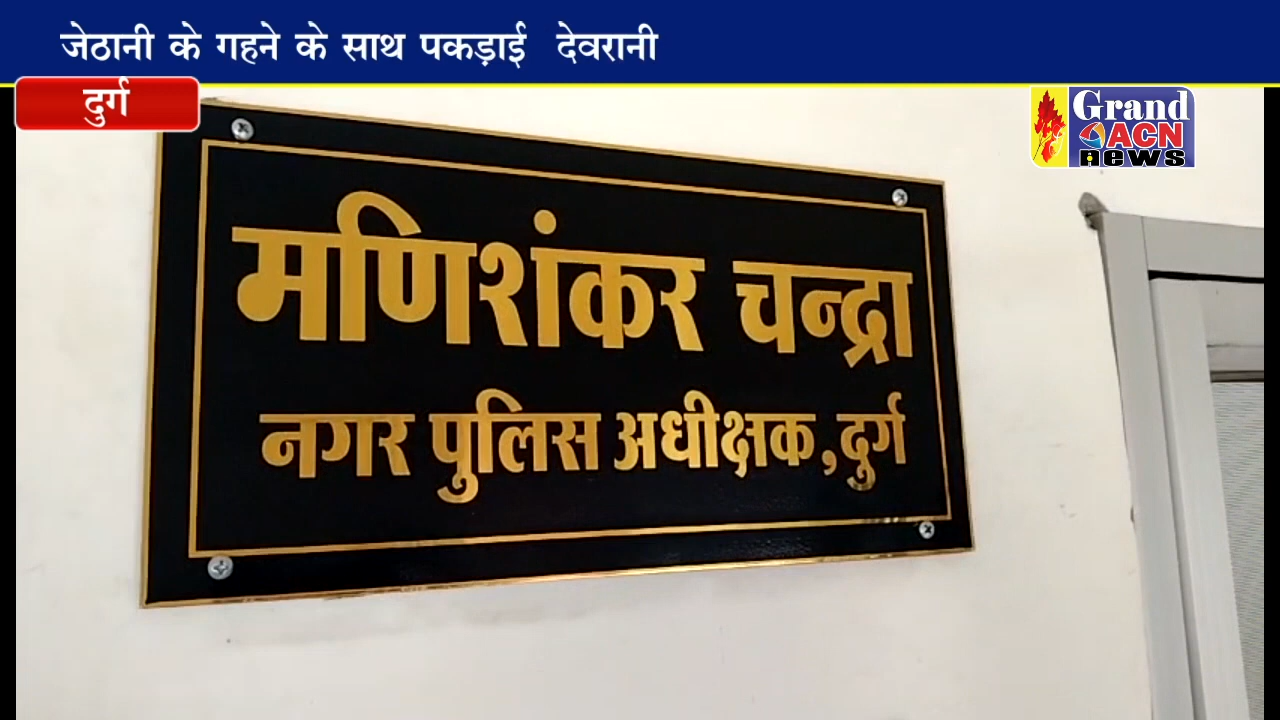 जेठानी के गहने के साथ पकड़ाई देवरानी
दुर्ग
Grand
ACN
news
मणिशंकर चन्द्रा
नगर पुलिस अधीक्षक,दुर्ग